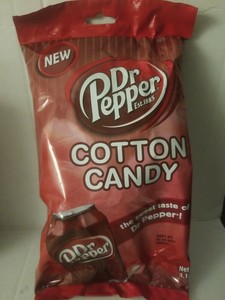 NEW
Dr
Pepper
EST. 1885
COTTON
CANDY
the sweet taste of
Dr Pepper!
Dr
Pepper
Net